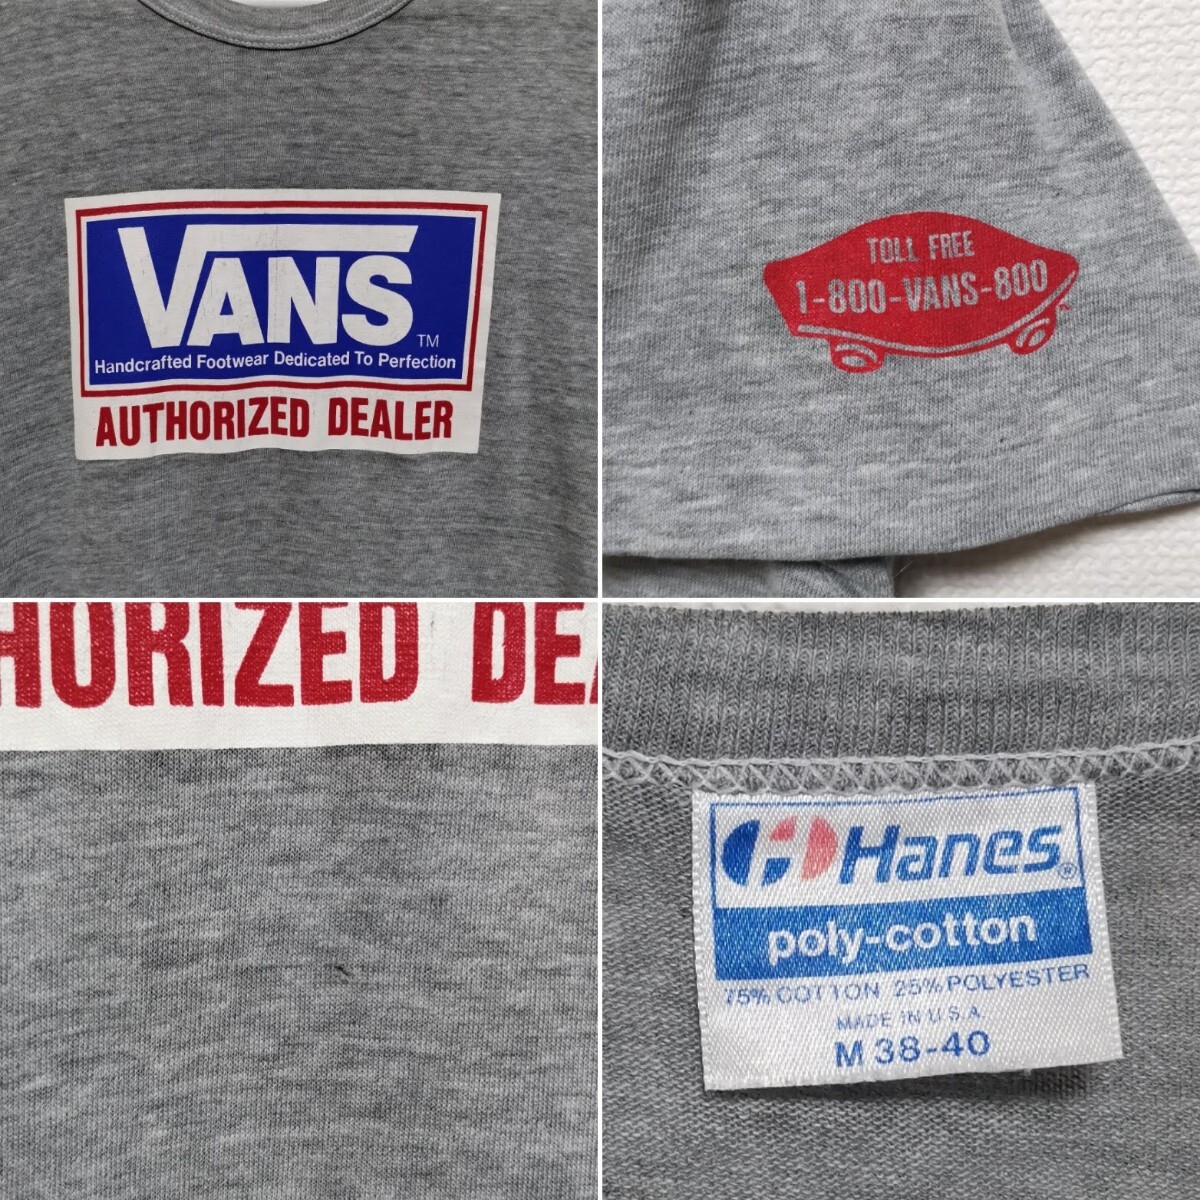 VANS
TM
Handcrafted Footwear Dedicated To Perfection
AUTHORIZED DEALER
TOLL FREE
1-800-VANS-800
HORIZED DE
Hanes®
poly-cotton
75% COTTON 25% POLYESTER
MADE IN U.S.A
M 38-40